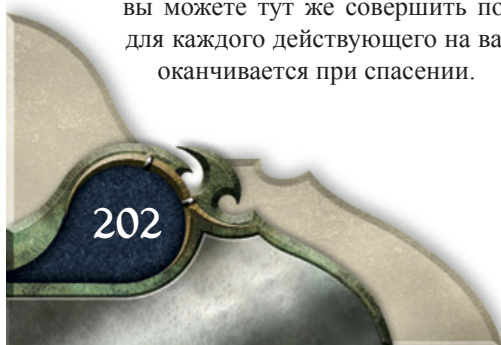 вы можете тут же совершить по
для каждого действующего на ва
оканчивается при спасении.
202